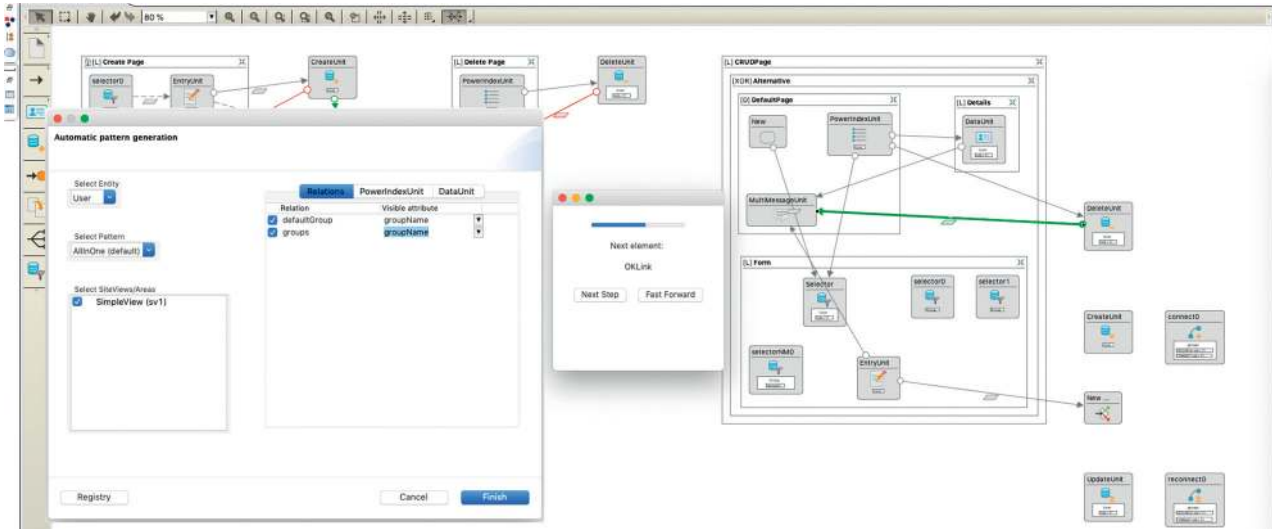 80 %
[L] Create Page
CreateUnit
[L] Delete Page
DeleteUnit
[L] CRUDPage
selector0
EntryUnit
PowerIndexUnit
[XOR] Alternative
[D] DefaultPage
[L] Details
New
PowerIndexUnit
DataUnit
Automatic pattern generation
Select Entity
User
Relations
PowerIndexUnit
DataUnit
Relation
Visible attribute
defaultGroup
groupName
groups
groupName
Select Pattern
AllInOne (default)
Select SiteViews/Areas
SimpleView (sv1)
Registry
Cancel
Finish
Next element:
OKLink
Next Step
Fast Forward
MultiMessageUnit
DeleteUnit
[L] Form
Selector
selector0
selector1
CreateUnit
connect0
selectorNM0
EntryUnit
New ...
UpdateUnit
reconnect0